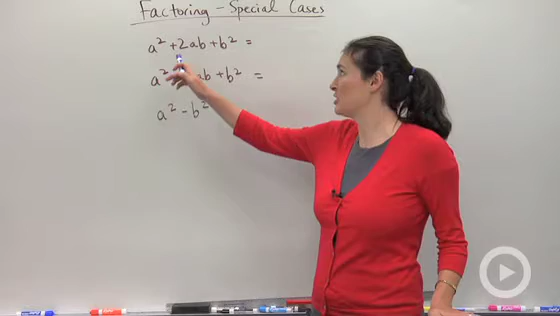 Factoring - Special Cases
a² + 2ab + b² =
a² ab + b² =
a² - b²